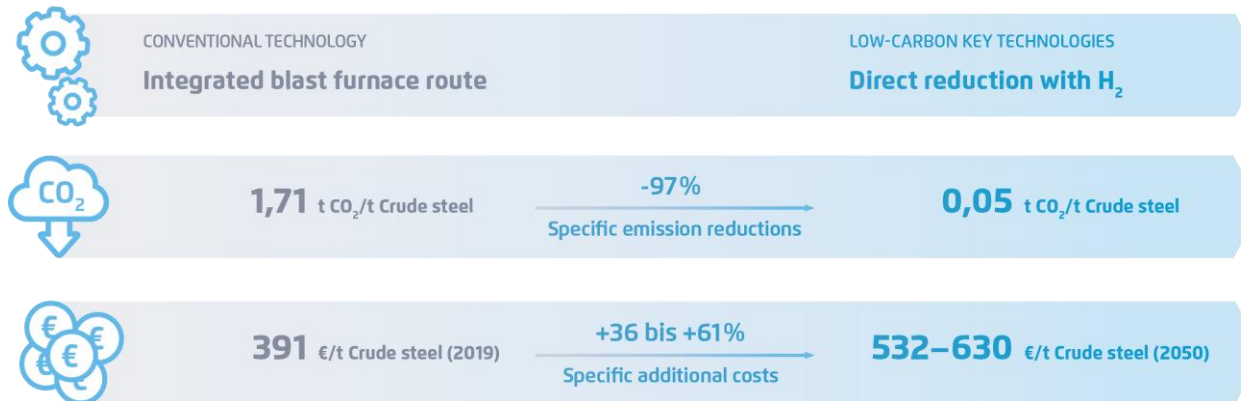 CONVENTIONAL TECHNOLOGY
Integrated blast furnace route
LOW-CARBON KEY TECHNOLOGIES
Direct reduction with H₂
CO₂
1,71 t CO₂/t Crude steel
-97%
Specific emission reductions
0,05 t CO₂/t Crude steel
€ € € € €
391 €/t Crude steel (2019)
+36 bis +61%
Specific additional costs
532–630 €/t Crude steel (2050)